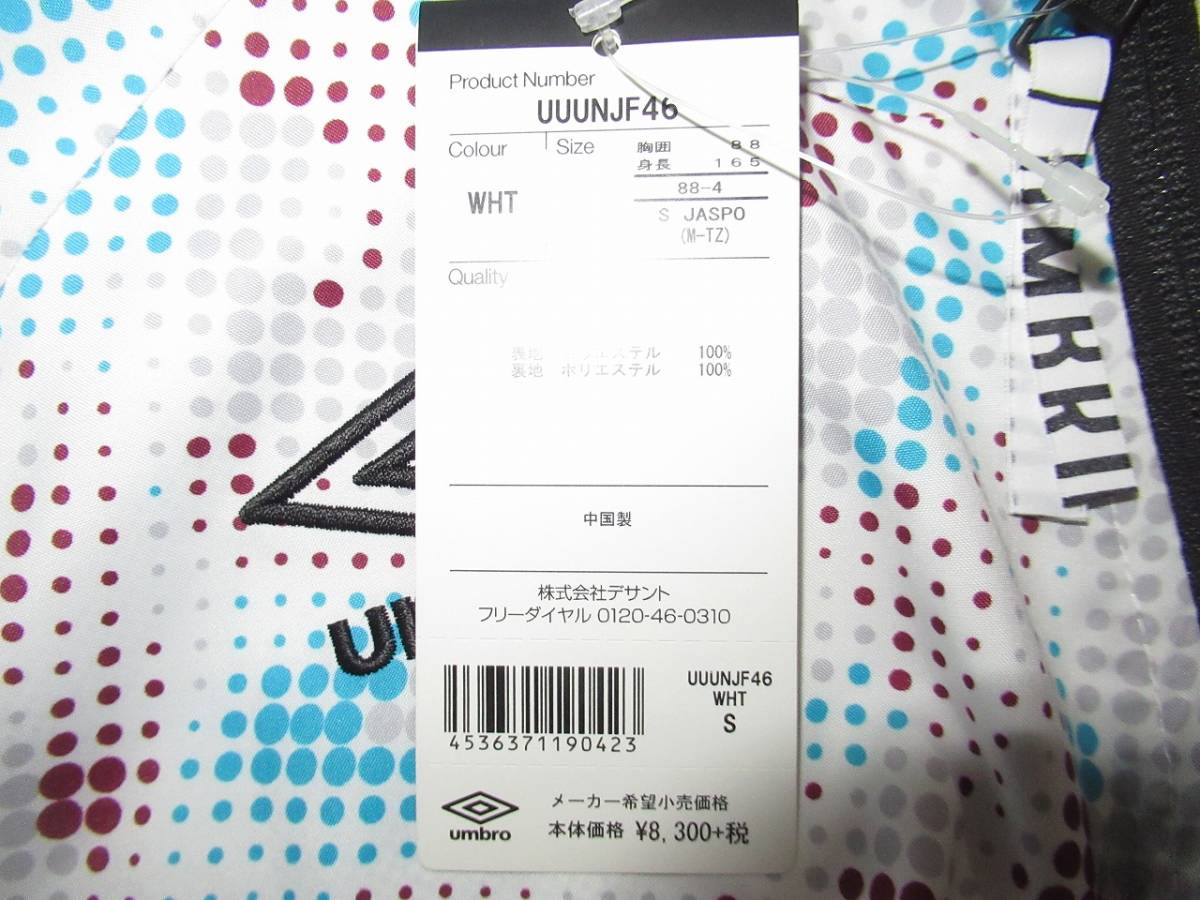 Product Number
UUUNJF46
Colour
Size
胸囲 88
身長 165
88-4
WHT
S JASPO
(M-TZ)
Quality
表地 ポリエステル 100%
裏地 ポリエステル 100%
中国製
株式会社デサント
フリーダイヤル 0120-46-0310
UUUNJF46
WHT
S
4536371190423
umbro
メーカー希望小売価格
本体価格 ¥8,300+税